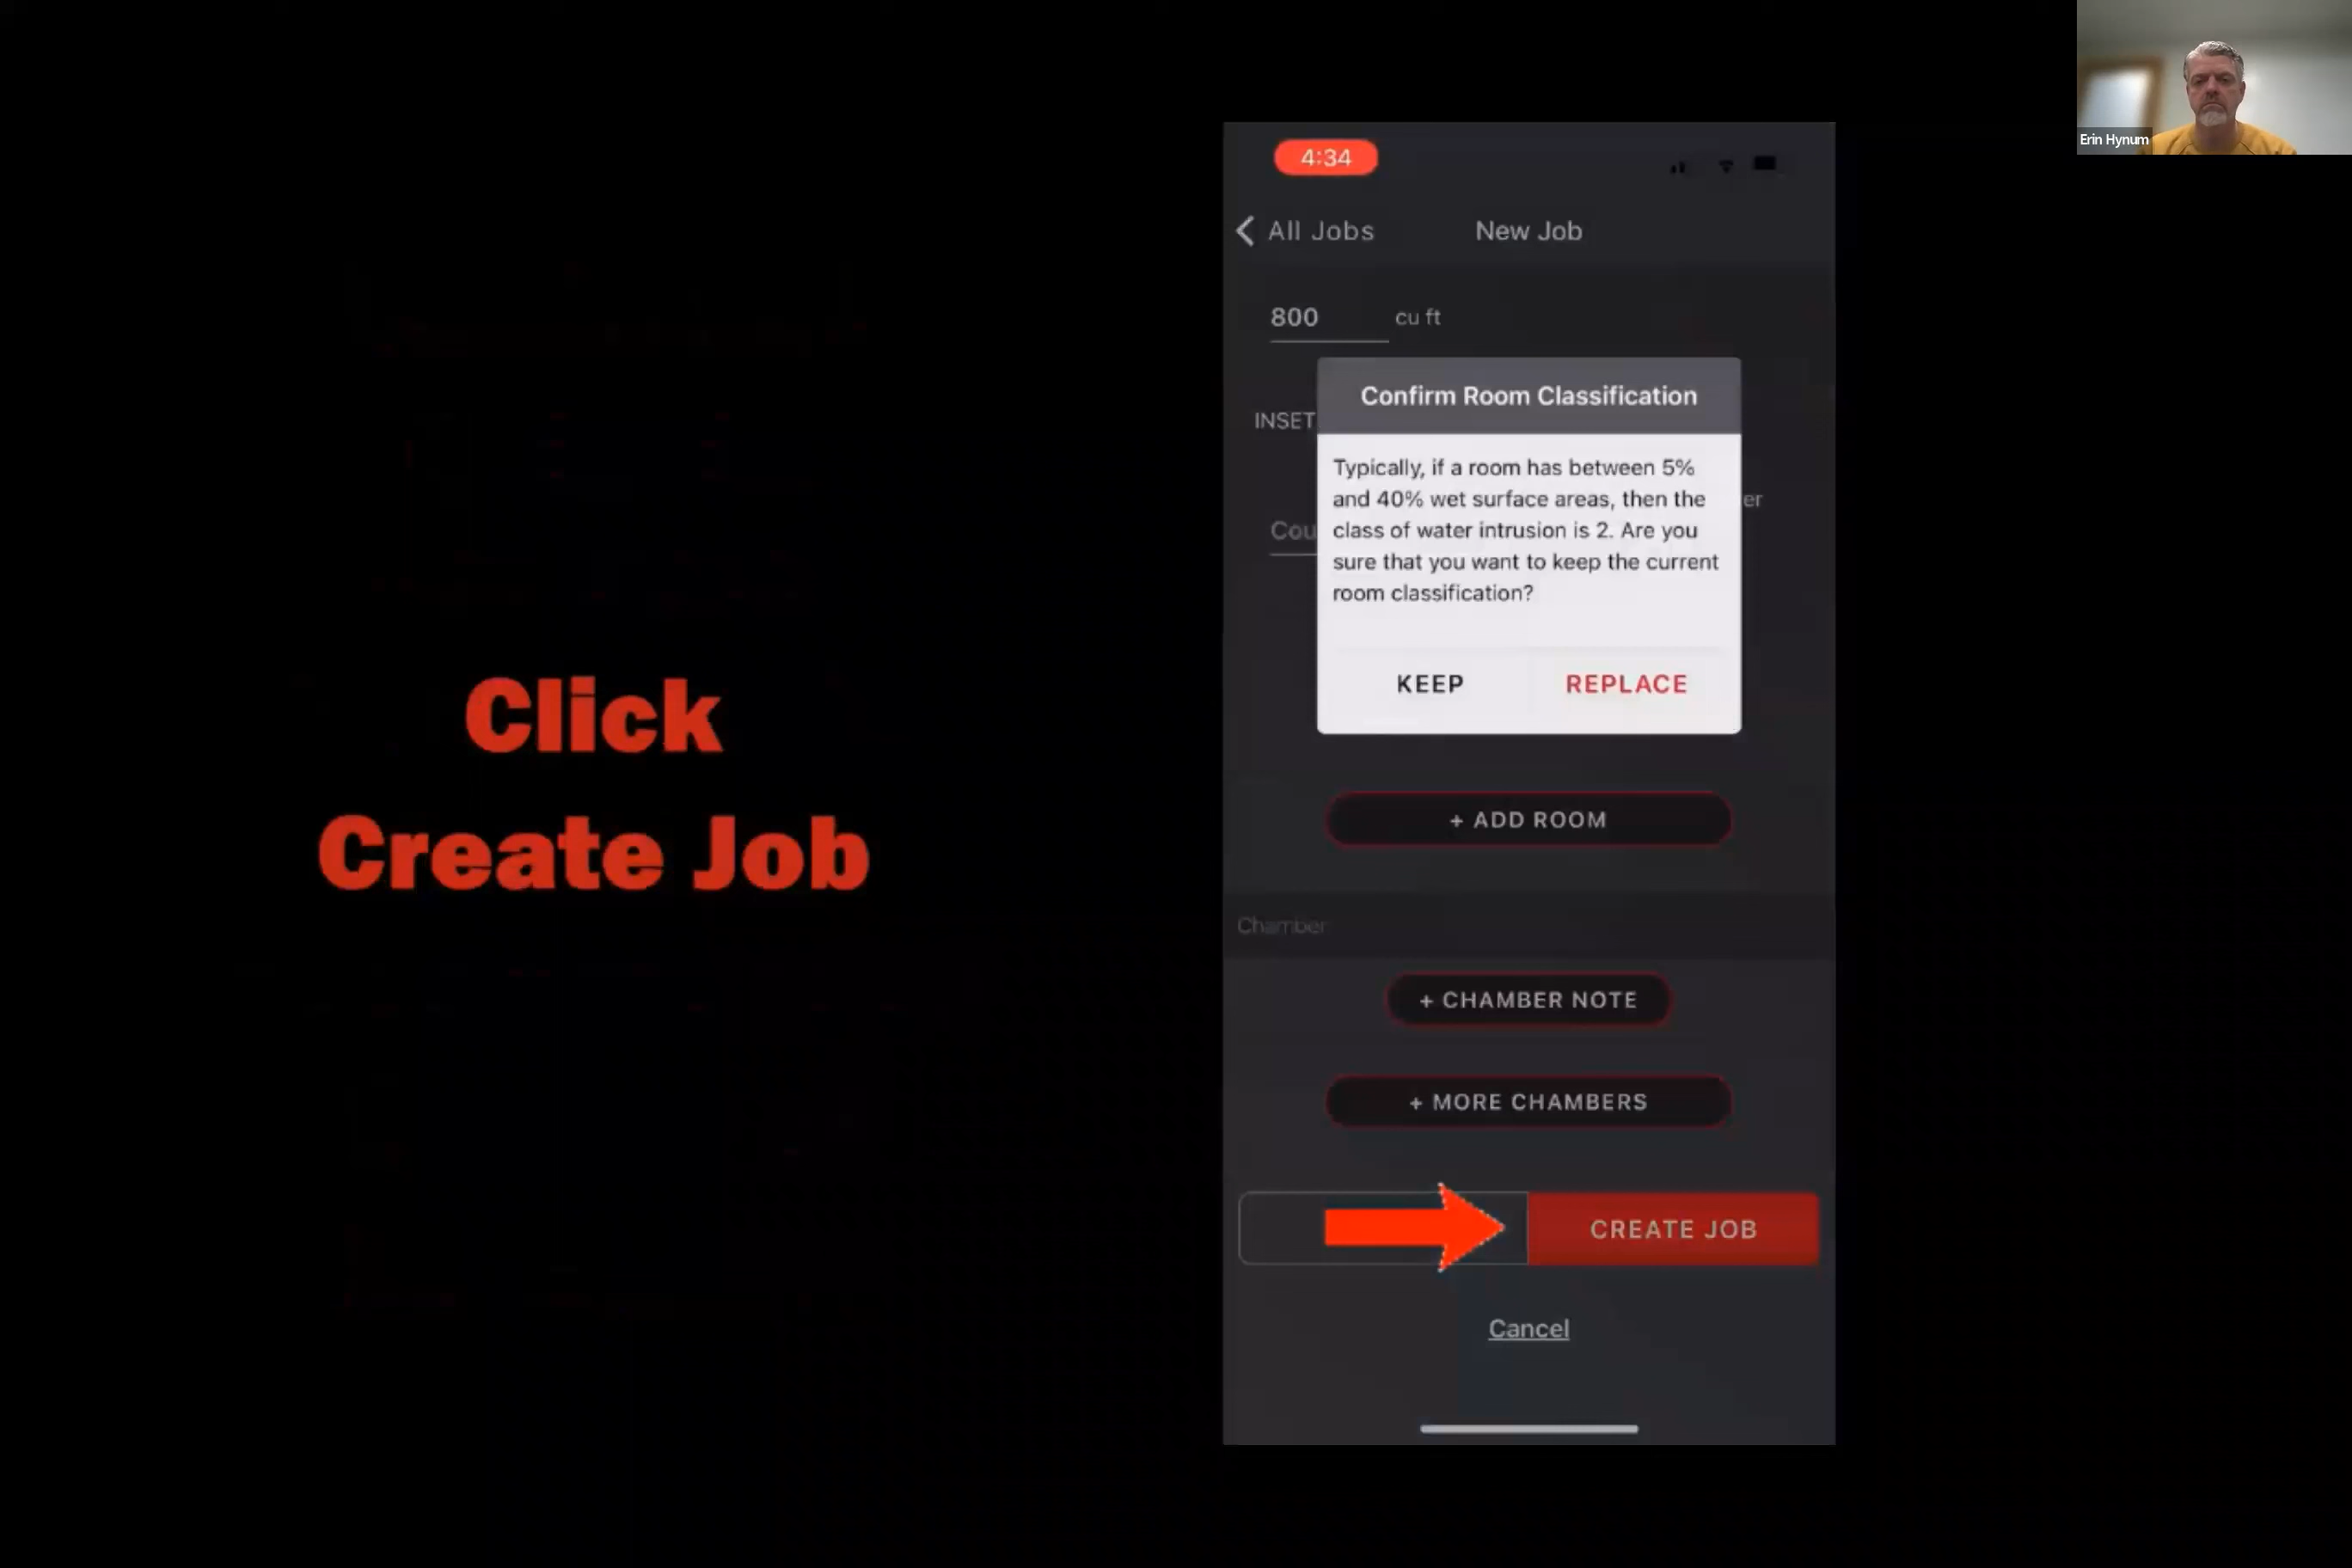 Click
Create Job
4:34
All Jobs
New Job
800 cu ft
Confirm Room Classification
INSET
Typically, if a room has between 5%
and 40% wet surface areas, then the
class of water intrusion is 2. Are you
sure that you want to keep the current
room classification?
er
Cou
KEEP
REPLACE
+ ADD ROOM
Chamber
+ CHAMBER NOTE
+ MORE CHAMBERS
CREATE JOB
Cancel
Erin Hynum